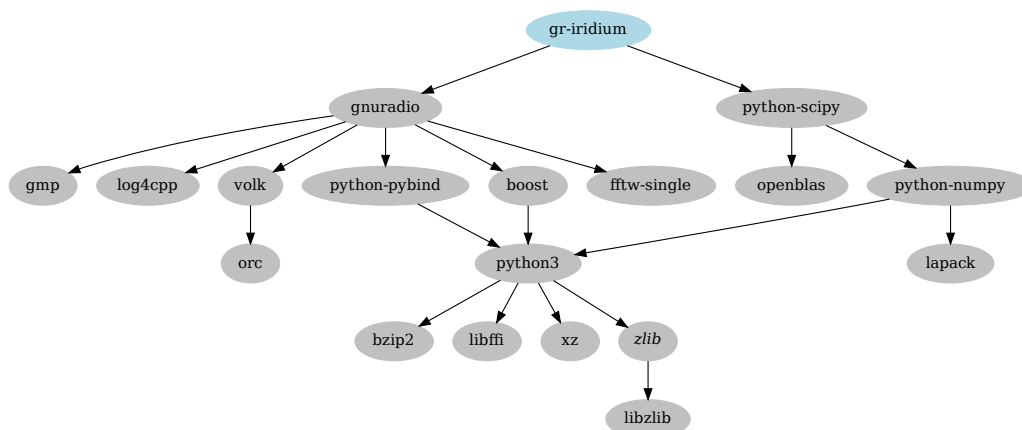 gr-iridium
gnuradio
python-scipy
gmp
log4cpp
volk
python-pybind
boost
fftw-single
openblas
python-numpy
orc
python3
lapack
bzip2
libffi
xz
zlib
libzlib